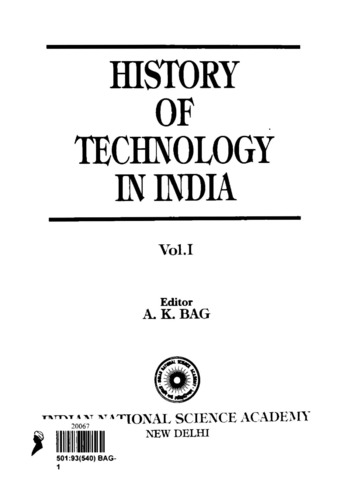 HISTORY
OF
TECHNOLOGY
IN INDIA
Vol.I
Editor
A. K. BAG
INDIAN NATIONAL SCIENCE ACADEMY
NEW DELHI
20067
501:93(540) BAG-
1